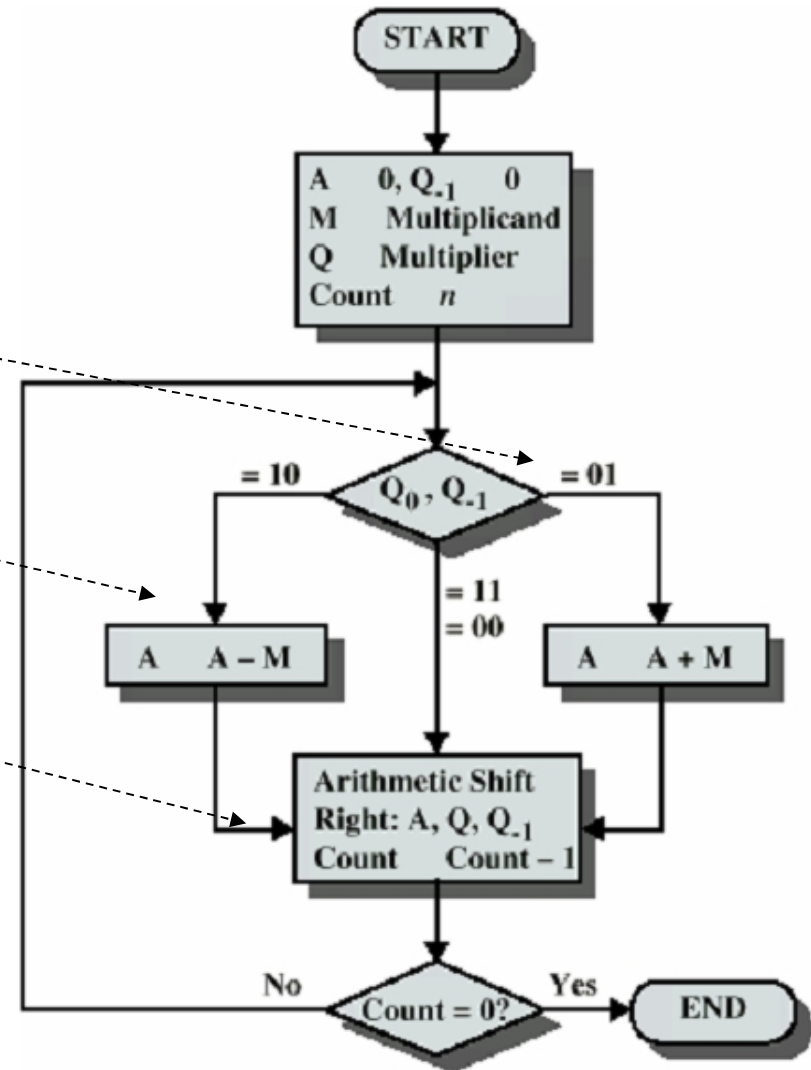 START
A 0, Q-1 0
M Multiplicand
Q Multiplier
Count n
= 10
Q0, Q-1
= 01
= 11
= 00
A A – M
A A + M
Arithmetic Shift
Right: A, Q, Q-1
Count Count – 1
No
Count = 0?
Yes
END